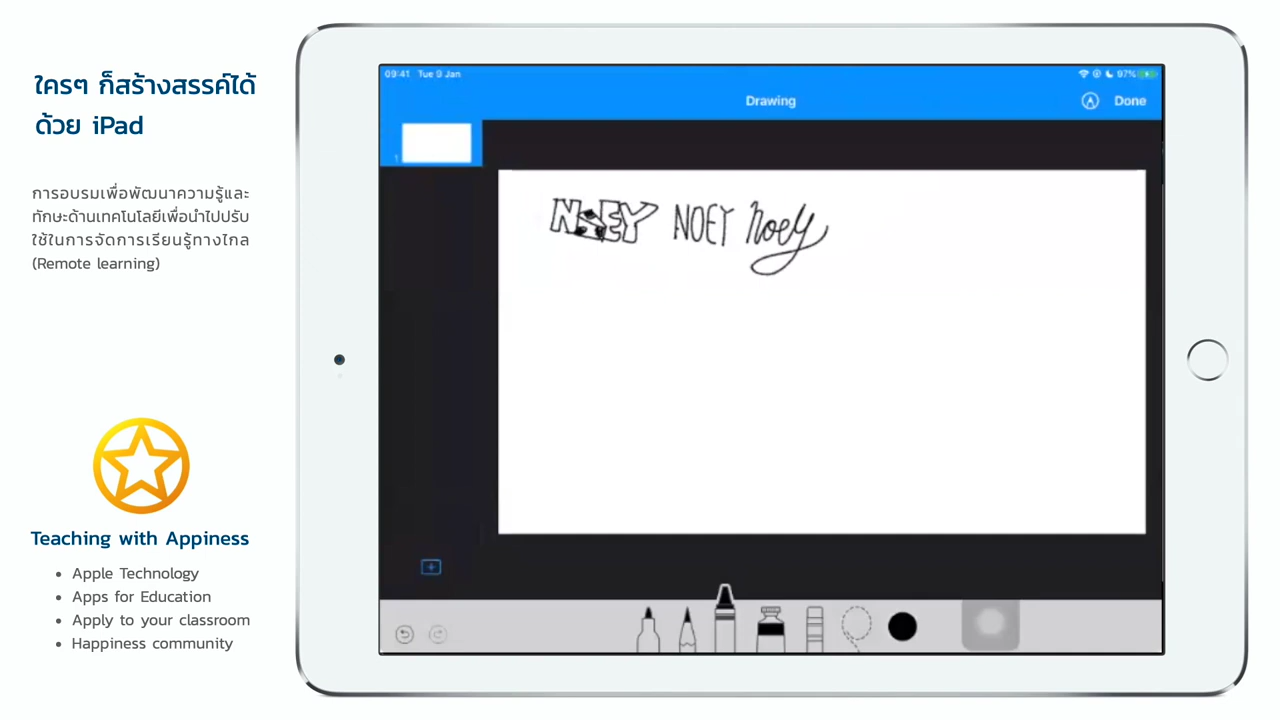 ใครๆ ก็สร้างสรรค์ได้
ด้วย iPad
การอบรมเพื่อพัฒนาความรู้และ
ทักษะด้านเทคโนโลยีเพื่อนำไปปรับ
ใช้ในการจัดการเรียนรู้ทางไกล
(Remote learning)
Teaching with Appiness
• Apple Technology
• Apps for Education
• Apply to your classroom
• Happiness community
09:41 Tue 9 Jan
97%
Drawing
Done
1
NOEY NOEY Noey